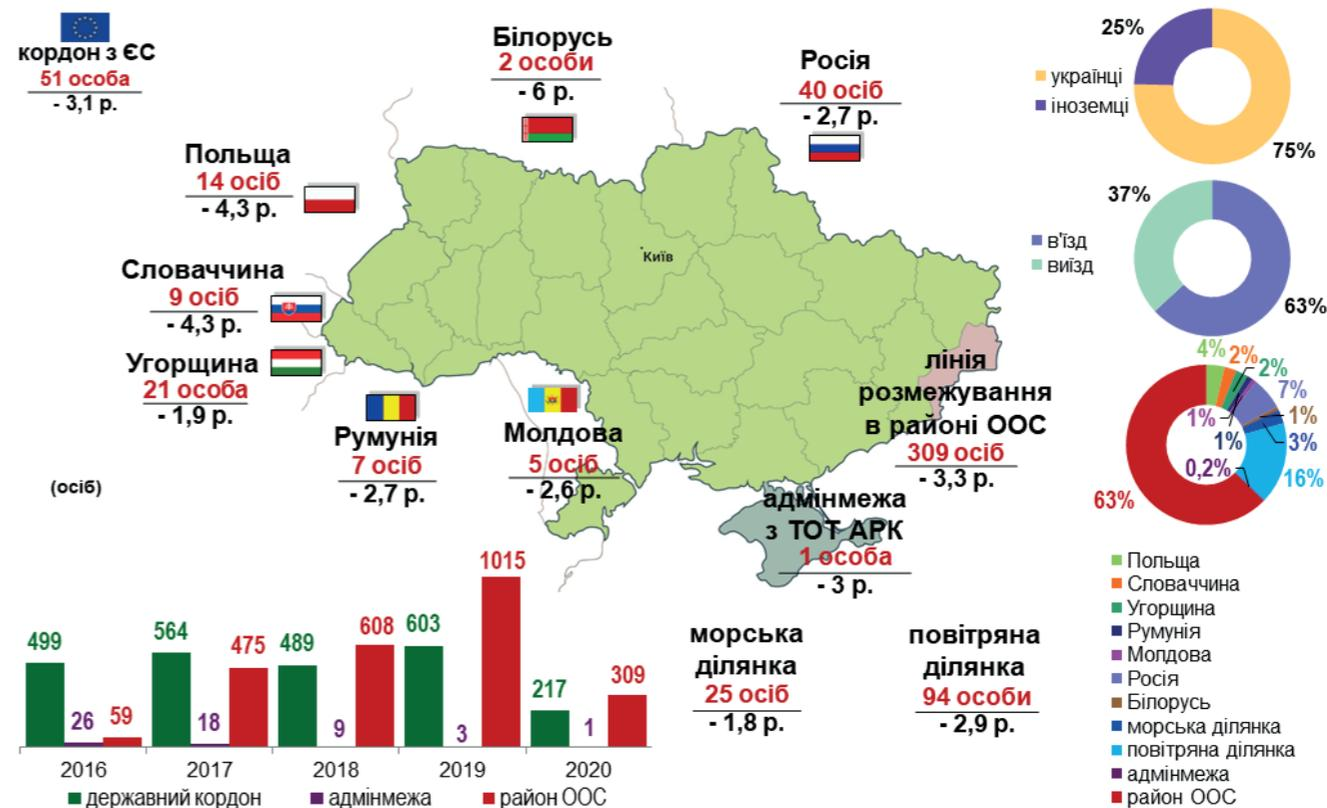 кордон з ЄС
51 особа
- 3,1 р.
Білорусь
2 особи
- 6 р.
Росія
40 осіб
- 2,7 р.
Польща
14 осіб
- 4,3 р.
Словаччина
9 осіб
- 4,3 р.
Угорщина
21 особа
- 1,9 р.
Румунія
7 осіб
- 2,7 р.
Молдова
5 осіб
- 2,6 р.
Київ
лінія
розмежування
в районі ООС
309 осіб
- 3,3 р.
адмінмежа
з ТОТ АРК
1 особа
- 3 р.
морська
ділянка
25 осіб
- 1,8 р.
повітряна
ділянка
94 особи
- 2,9 р.
(осіб)
499
26
59
564
18
475
489
9
608
603
3
1015
217
1
309
2016
2017
2018
2019
2020
державний кордон
адмінмежа
район ООС
25%
українці
іноземці
75%
37%
в'їзд
виїзд
63%
4%
2%
2%
7%
1%
1%
1%
3%
0,2%
16%
63%
Польща
Словаччина
Угорщина
Румунія
Молдова
Росія
Білорусь
морська ділянка
повітряна ділянка
адмінмежа
район ООС